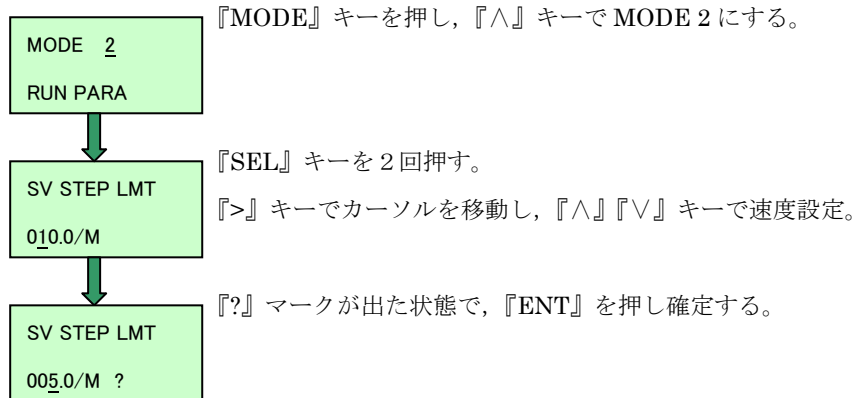 『MODE』キーを押し,『∧』キーで MODE 2 にする。
MODE 2
RUN PARA
『SEL』キーを2回押す。
SV STEP LMT
『>』キーでカーソルを移動し,『∧』『∨』キーで速度設定。
010.0/M
『?』マークが出た状態で,『ENT』を押し確定する。
SV STEP LMT
005.0/M ?